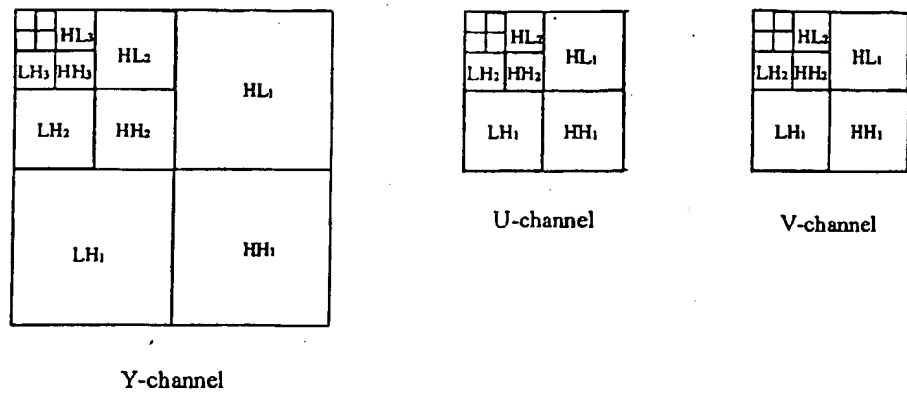 HL₃
LH₃ HH₃
HL₂
LH₂ HH₂
HL₁
LH₁ HH₁
Y-channel
HL₂
LH₂ HH₂
HL₁
LH₁ HH₁
U-channel
HL₂
LH₂ HH₂
HL₁
LH₁ HH₁
V-channel